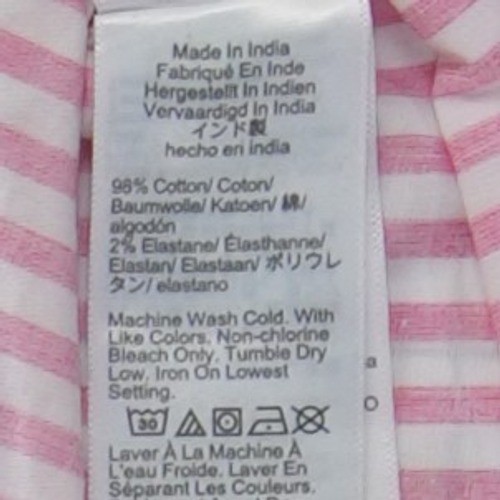 Made In India
Fabriqué En Inde
Hergestellt In Indien
Vervaardigd In India
インド製
hecho en india
98% Cotton/ Coton/
Baumwolle/ Katoen/ 綿/
algodón
2% Elastane/ Élasthanne/
Elastan/ Elastaan/ ポリウレ
タン/ elastano
Machine Wash Cold. With
Like Colors. Non-chlorine
Bleach Only. Tumble Dry
Low. Iron On Lowest
Setting.
30
Laver À La Machine À
L'eau Froide. Laver En
Séparant Les Couleurs.
a
O